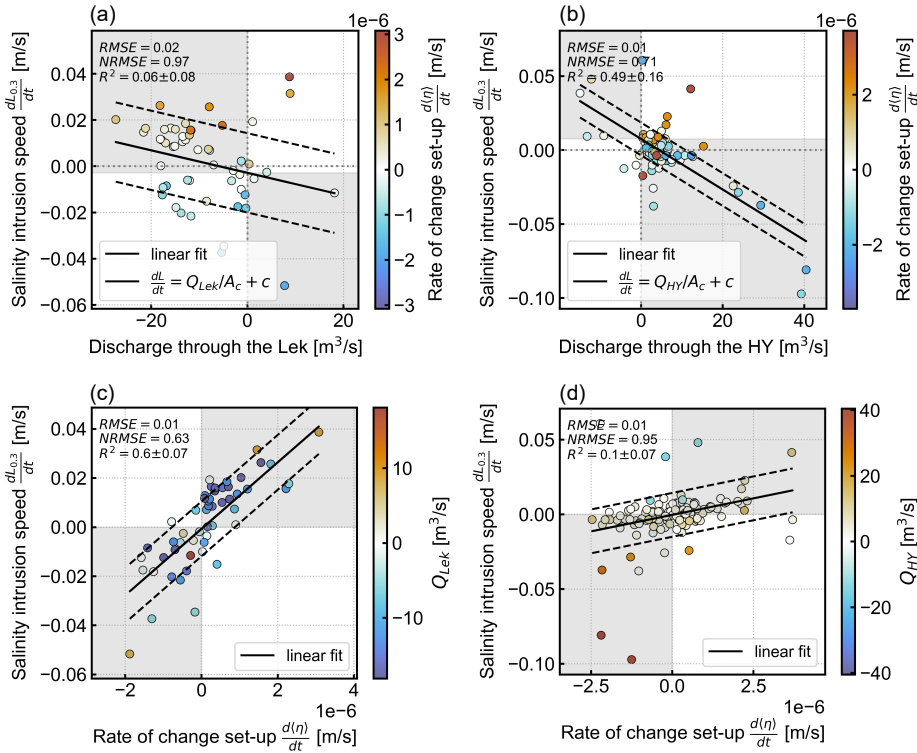 (a)
1e−6
RMSE = 0.02
NRMSE = 0.97
R² = 0.06±0.08
0.04
0.02
0.00
−0.02
−0.04
−0.06
Salinity intrusion speed dL₀.₃/dt [m/s]
linear fit
dL/dt = Q_Lek/A_c + c
−20
0
20
Discharge through the Lek [m³/s]
3
2
1
0
−1
−2
−3
Rate of change set-up d⟨η⟩/dt [m/s]
(b)
1e−6
RMSE = 0.01
NRMSE = 0.71
R² = 0.49±0.16
0.05
0.00
−0.05
−0.10
Salinity intrusion speed dL₀.₃/dt [m/s]
linear fit
dL/dt = Q_HY/A_c + c
0
20
40
Discharge through the HY [m³/s]
2
0
−2
Rate of change set-up d⟨η⟩/dt [m/s]
(c)
RMSE = 0.01
NRMSE = 0.63
R² = 0.6±0.07
0.04
0.02
0.00
−0.02
−0.04
−0.06
Salinity intrusion speed dL₀.₃/dt [m/s]
linear fit
−2
0
2
4
1e−6
Rate of change set-up d⟨η⟩/dt [m/s]
10
0
−10
Q_Lek [m³/s]
(d)
RMSE = 0.01
NRMSE = 0.95
R² = 0.1±0.07
0.05
0.00
−0.05
−0.10
Salinity intrusion speed dL₀.₃/dt [m/s]
linear fit
−2.5
0.0
2.5
1e−6
Rate of change set-up d⟨η⟩/dt [m/s]
40
20
0
−20
−40
Q_HY [m³/s]